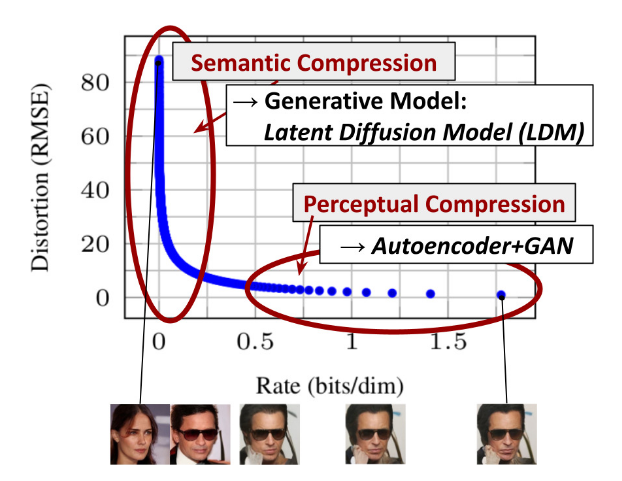 Semantic Compression
→ Generative Model:
Latent Diffusion Model (LDM)
Perceptual Compression
→ Autoencoder+GAN
Distortion (RMSE)
80
60
40
20
0
0 0.5 1 1.5
Rate (bits/dim)